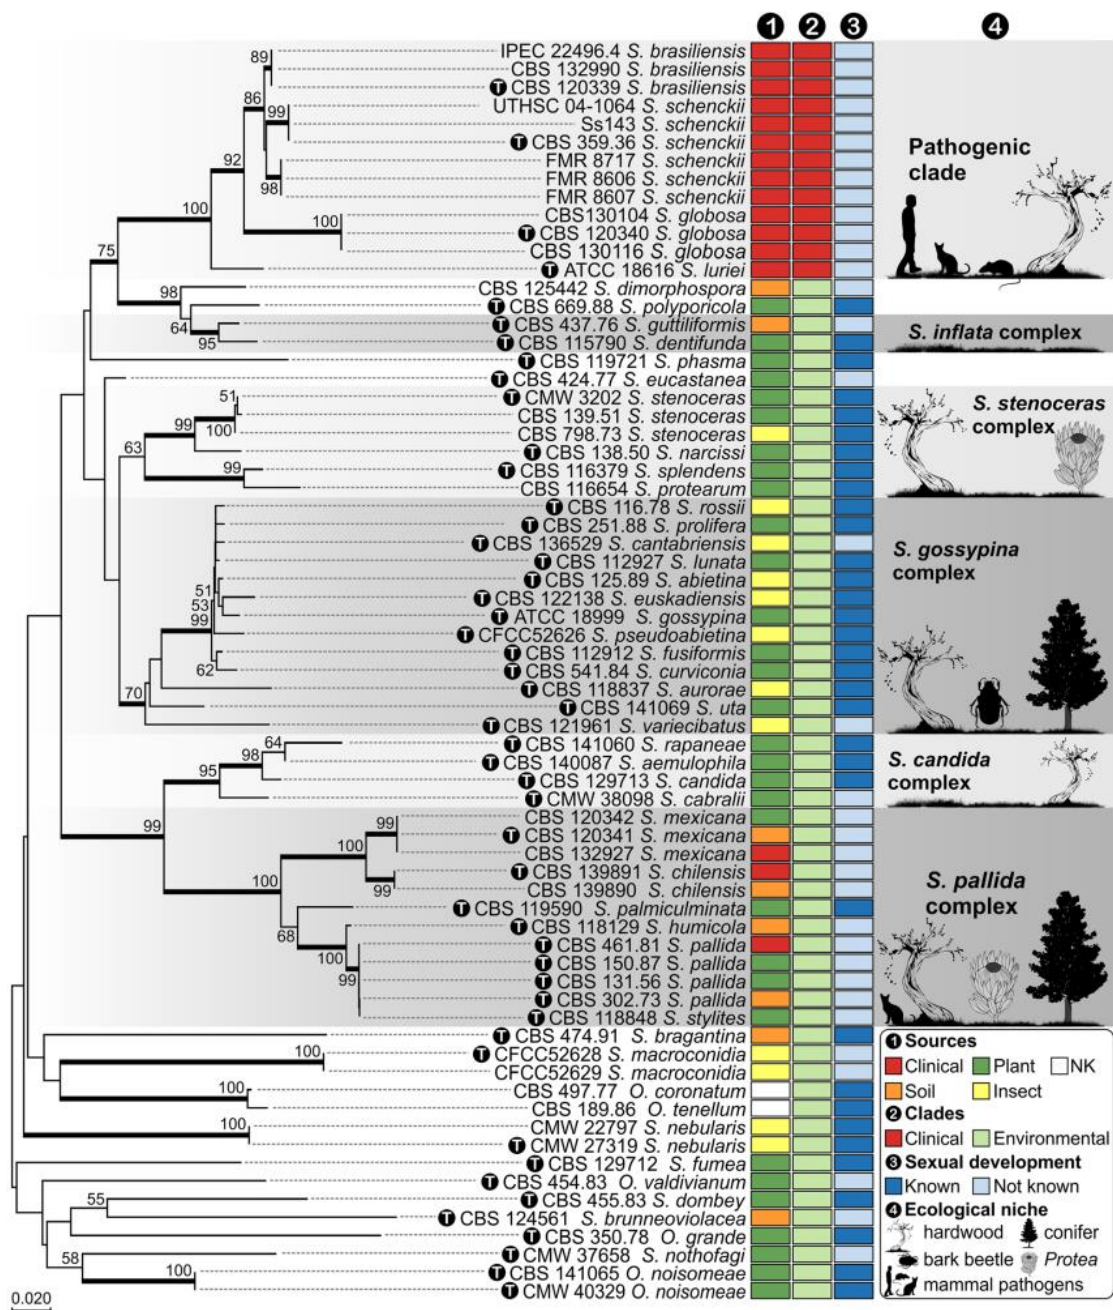 1 2 3 4
89 IPEC 22496.4 S. brasiliensis
CBS 132990 S. brasiliensis
86 T CBS 120339 S. brasiliensis
99 UTHSC 04-1064 S. schenckii
Ss143 S. schenckii
T CBS 359.36 S. schenckii
92 FMR 8717 S. schenckii
98 FMR 8606 S. schenckii
FMR 8607 S. schenckii
100 100 CBS130104 S. globosa
T CBS 120340 S. globosa
CBS 130116 S. globosa
75 T ATCC 18616 S. luriei
Pathogenic
clade
98 CBS 125442 S. dimorphospora
T CBS 669.88 S. polyporicola
64 T CBS 437.76 S. guttiliformis
95 T CBS 115790 S. dentifunda
S. inflata complex
T CBS 119721 S. phasma
T CBS 424.77 S. eucastanea
51 T CMW 3202 S. stenoceras
99 100 CBS 139.51 S. stenoceras
CBS 798.73 S. stenoceras
63 T CBS 138.50 S. narcissi
99 T CBS 116379 S. splendens
CBS 116654 S. protearum
S. stenoceras
complex
T CBS 116.78 S. rossii
T CBS 251.88 S. prolifera
T CBS 136529 S. cantabriensis
T CBS 112927 S. lunata
T CBS 125.89 S. abietina
51 T CBS 122138 S. euskadiensis
53 T ATCC 18999 S. gossypina
99 T CFCC52626 S. pseudoabietina
T CBS 112912 S. fusiformis
62 T CBS 541.84 S. curviconia
70 T CBS 118837 S. aurorae
T CBS 141069 S. uta
T CBS 121961 S. variecibatus
S. gossypina
complex
64 T CBS 141060 S. rapaneae
98 T CBS 140087 S. aemulophila
95 T CBS 129713 S. candida
T CMW 38098 S. cabralii
S. candida
complex
99 99 CBS 120342 S. mexicana
100 T CBS 120341 S. mexicana
CBS 132927 S. mexicana
100 T CBS 139891 S. chilensis
99 CBS 139890 S. chilensis
T CBS 119590 S. palmiculminata
68 T CBS 118129 S. humicola
100 T CBS 461.81 S. pallida
99 T CBS 150.87 S. pallida
T CBS 131.56 S. pallida
T CBS 302.73 S. pallida
T CBS 118848 S. stylites
S. pallida
complex
T CBS 474.91 S. bragantina
100 T CFCC52628 S. macroconidia
CFCC52629 S. macroconidia
100 CBS 497.77 O. coronatum
CBS 189.86 O. tenellum
100 CMW 22797 S. nebularis
T CMW 27319 S. nebularis
T CBS 129712 S. fumea
T CBS 454.83 O. valdivianum
55 T CBS 455.83 S. dombey
T CBS 124561 S. brunneoviolacea
T CBS 350.78 O. grande
58 T CMW 37658 S. nothofagi
100 T CBS 141065 O. noisomeae
T CMW 40329 O. noisomeae
0.020
1 Sources
Clinical Plant NK
Soil Insect
2 Clades
Clinical Environmental
3 Sexual development
Known Not known
4 Ecological niche
hardwood conifer
bark beetle Protea
mammal pathogens